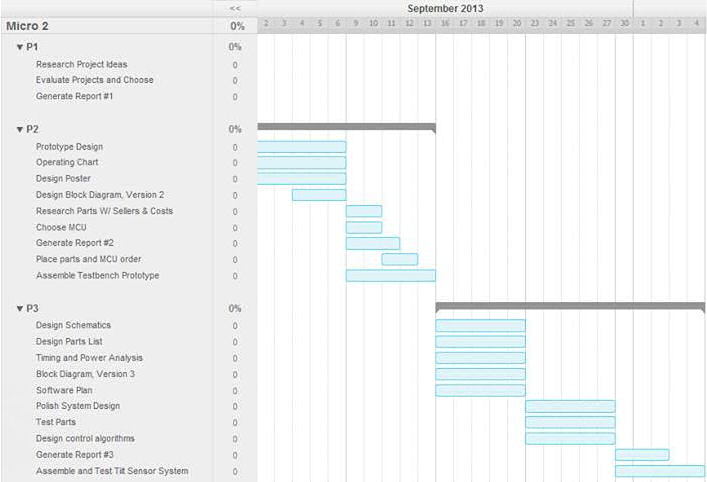 << September 2013
Micro 2 0% 2 3 4 5 6 9 10 11 12 13 16 17 18 19 20 23 24 25 26 27 30 1 2 3 4
▼ P1 0%
Research Project Ideas 0
Evaluate Projects and Choose 0
Generate Report #1 0
▼ P2 0%
Prototype Design 0
Operating Chart 0
Design Poster 0
Design Block Diagram, Version 2 0
Research Parts W/ Sellers & Costs 0
Choose MCU 0
Generate Report #2 0
Place parts and MCU order 0
Assemble Testbench Prototype 0
▼ P3 0%
Design Schematics 0
Design Parts List 0
Timing and Power Analysis 0
Block Diagram, Version 3 0
Software Plan 0
Polish System Design 0
Test Parts 0
Design control algorithms 0
Generate Report #3 0
Assemble and Test Tilt Sensor System 0